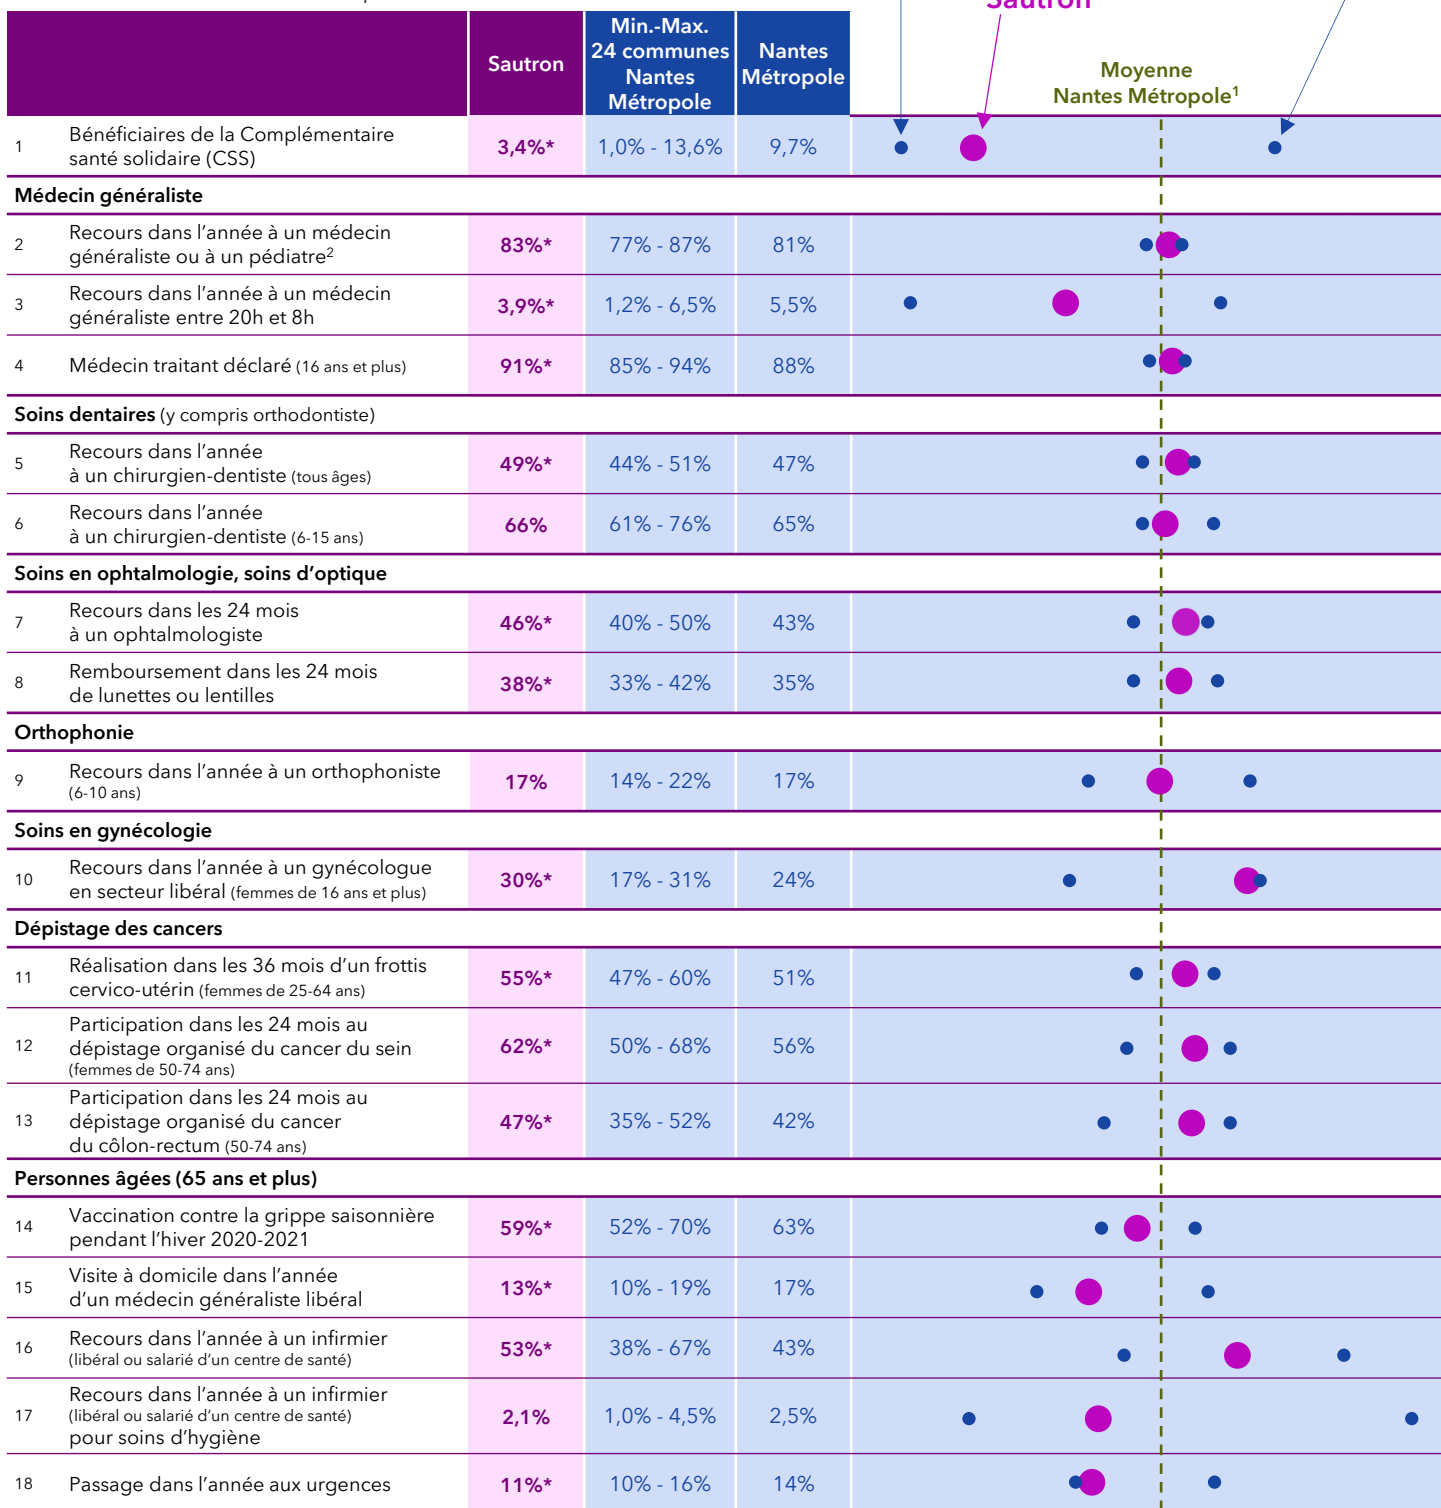 Sautron
Sautron
Min.-Max.
24 communes
Nantes
Métropole
Nantes
Métropole
Moyenne
Nantes Métropole¹
1 Bénéficiaires de la Complémentaire
santé solidaire (CSS) 3,4%* 1,0% - 13,6% 9,7%
Médecin généraliste
2 Recours dans l'année à un médecin
généraliste ou à un pédiatre² 83%* 77% - 87% 81%
3 Recours dans l'année à un médecin
généraliste entre 20h et 8h 3,9%* 1,2% - 6,5% 5,5%
4 Médecin traitant déclaré (16 ans et plus) 91%* 85% - 94% 88%
Soins dentaires (y compris orthodontiste)
5 Recours dans l'année
à un chirurgien-dentiste (tous âges) 49%* 44% - 51% 47%
6 Recours dans l'année
à un chirurgien-dentiste (6-15 ans) 66% 61% - 76% 65%
Soins en ophtalmologie, soins d'optique
7 Recours dans les 24 mois
à un ophtalmologiste 46%* 40% - 50% 43%
8 Remboursement dans les 24 mois
de lunettes ou lentilles 38%* 33% - 42% 35%
Orthophonie
9 Recours dans l'année à un orthophoniste
(6-10 ans) 17% 14% - 22% 17%
Soins en gynécologie
10 Recours dans l'année à un gynécologue
en secteur libéral (femmes de 16 ans et plus) 30%* 17% - 31% 24%
Dépistage des cancers
11 Réalisation dans les 36 mois d'un frottis
cervico-utérin (femmes de 25-64 ans) 55%* 47% - 60% 51%
12 Participation dans les 24 mois au
dépistage organisé du cancer du sein
(femmes de 50-74 ans) 62%* 50% - 68% 56%
13 Participation dans les 24 mois au
dépistage organisé du cancer
du côlon-rectum (50-74 ans) 47%* 35% - 52% 42%
Personnes âgées (65 ans et plus)
14 Vaccination contre la grippe saisonnière
pendant l'hiver 2020-2021 59%* 52% - 70% 63%
15 Visite à domicile dans l'année
d'un médecin généraliste libéral 13%* 10% - 19% 17%
16 Recours dans l'année à un infirmier
(libéral ou salarié d'un centre de santé) 53%* 38% - 67% 43%
17 Recours dans l'année à un infirmier
(libéral ou salarié d'un centre de santé)
pour soins d'hygiène 2,1% 1,0% - 4,5% 2,5%
18 Passage dans l'année aux urgences 11%* 10% - 16% 14%